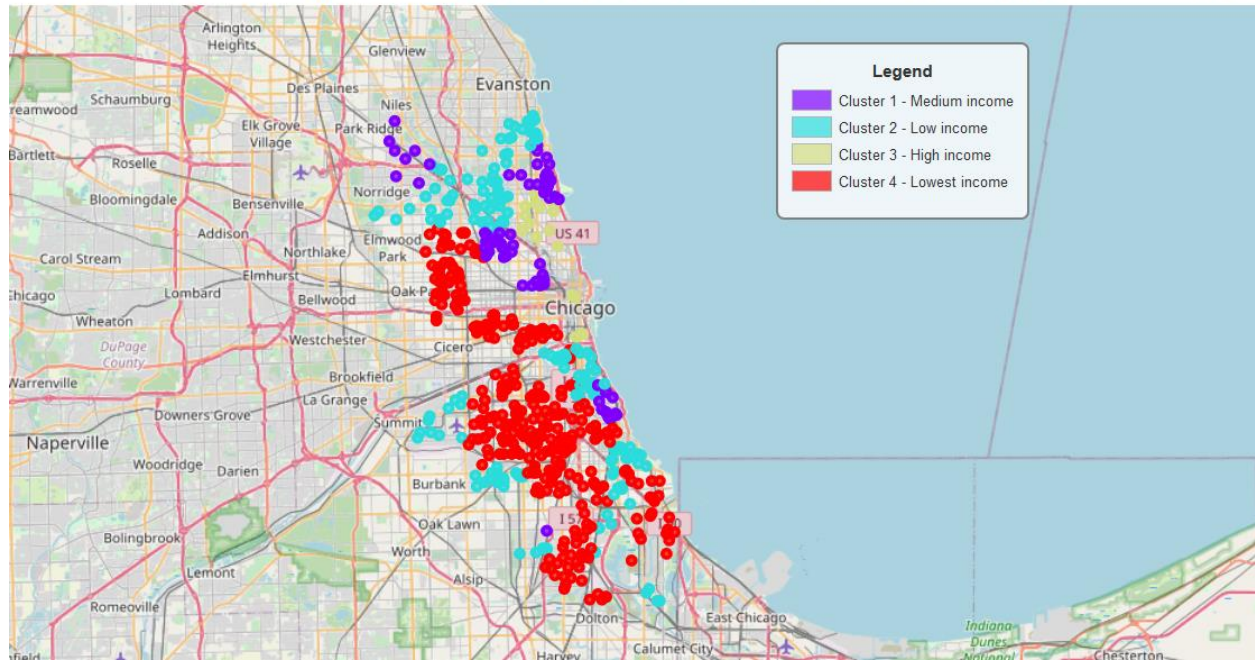 Arlington
Heights
Glenview
Evanston
Des Plaines
Schaumburg
Niles
Elk Grove
Village
Park Ridge
Bartlett
Roselle
Norridge
Bloomingdale
Bensenville
Addison
Elmwood
Park
US 41
Northlake
Carol Stream
Elmhurst
Chicago
Lombard
Bellwood
Oak Pa
Chicago
Wheaton
Westchester
Cicero
DuPage
County
Brookfield
Warrenville
La Grange
Downers Grove
Summit
Naperville
Woodridge
Darien
Burbank
Oak Lawn
I 57
Bolingbrook
Worth
Lemont
Alsip
Romeoville
Dolton
East Chicago
Harvey
Calumet City
Indiana
Dunes
National
Chesterton
Legend
Cluster 1 - Medium income
Cluster 2 - Low income
Cluster 3 - High income
Cluster 4 - Lowest income